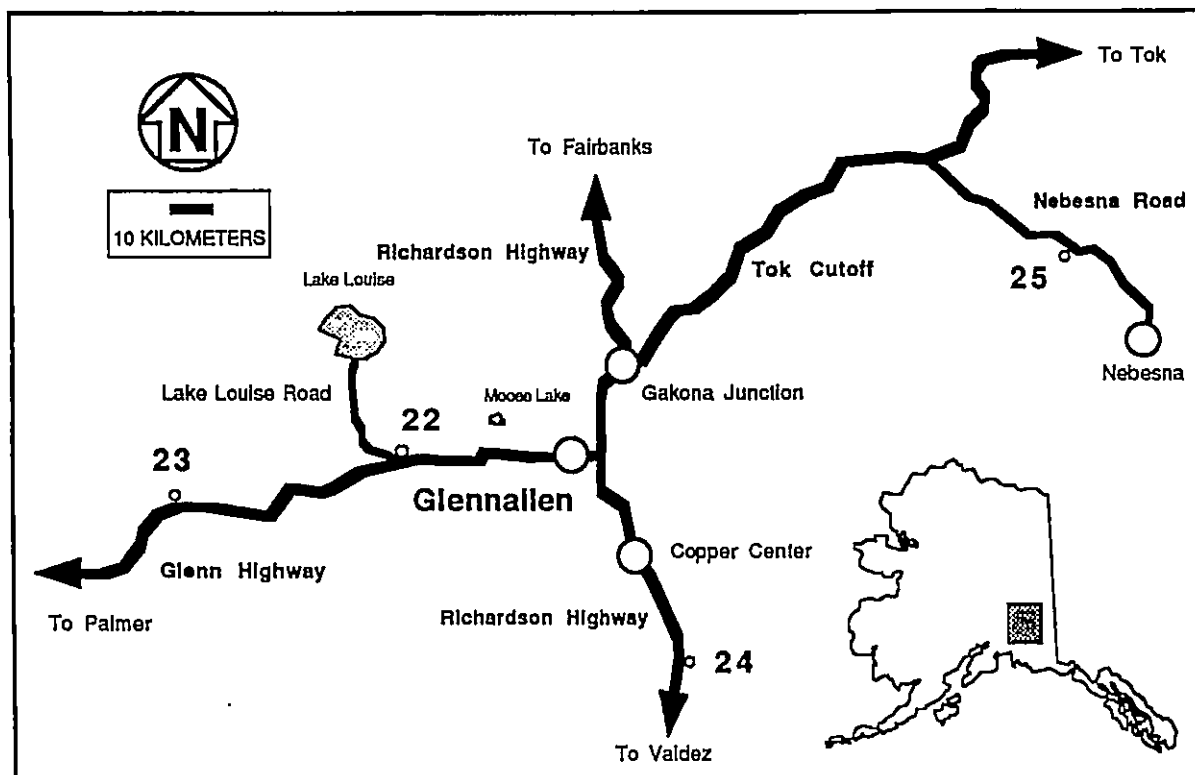 To Tok
N
To Fairbanks
10 KILOMETERS
Nebesna Road
Richardson Highway
Tok Cutoff
25
Lake Louise
Nebesna
Lake Louise Road
Moose Lake
Gakona Junction
22
23
Glennallen
Copper Center
Glenn Highway
To Palmer
Richardson Highway
24
To Valdez